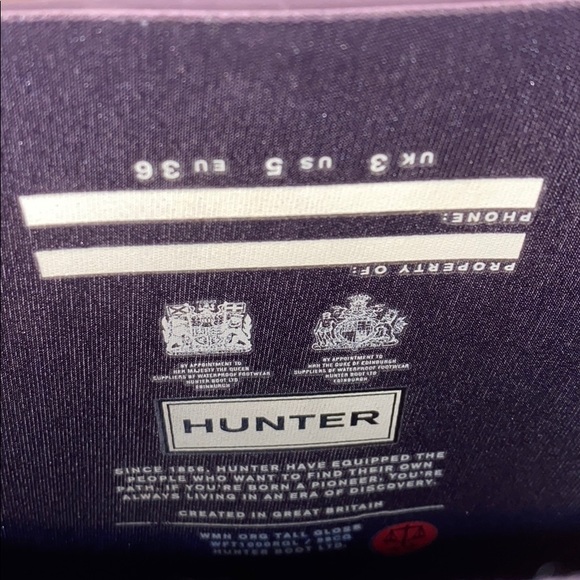 UK 3 US 5 EU 36
PHONE:
PROPERTY OF:
BY APPOINTMENT TO
HER MAJESTY THE QUEEN
SUPPLIERS OF WATERPROOF FOOTWEAR
HUNTER BOOT LTD
EDINBURGH
BY APPOINTMENT TO
HRH THE DUKE OF EDINBURGH
SUPPLIERS OF WATERPROOF FOOTWEAR
HUNTER BOOT LTD
EDINBURGH
HUNTER
SINCE 1856, HUNTER HAVE EQUIPPED THE
PEOPLE WHO WANT TO FIND THEIR OWN
PATH. IF YOU'RE BORN A PIONEER, YOU'RE
ALWAYS LIVING IN AN ERA OF DISCOVERY.
CREATED IN GREAT BRITAIN
WMN ORG TALL GLOSS
HUNTER BOOT LTD.